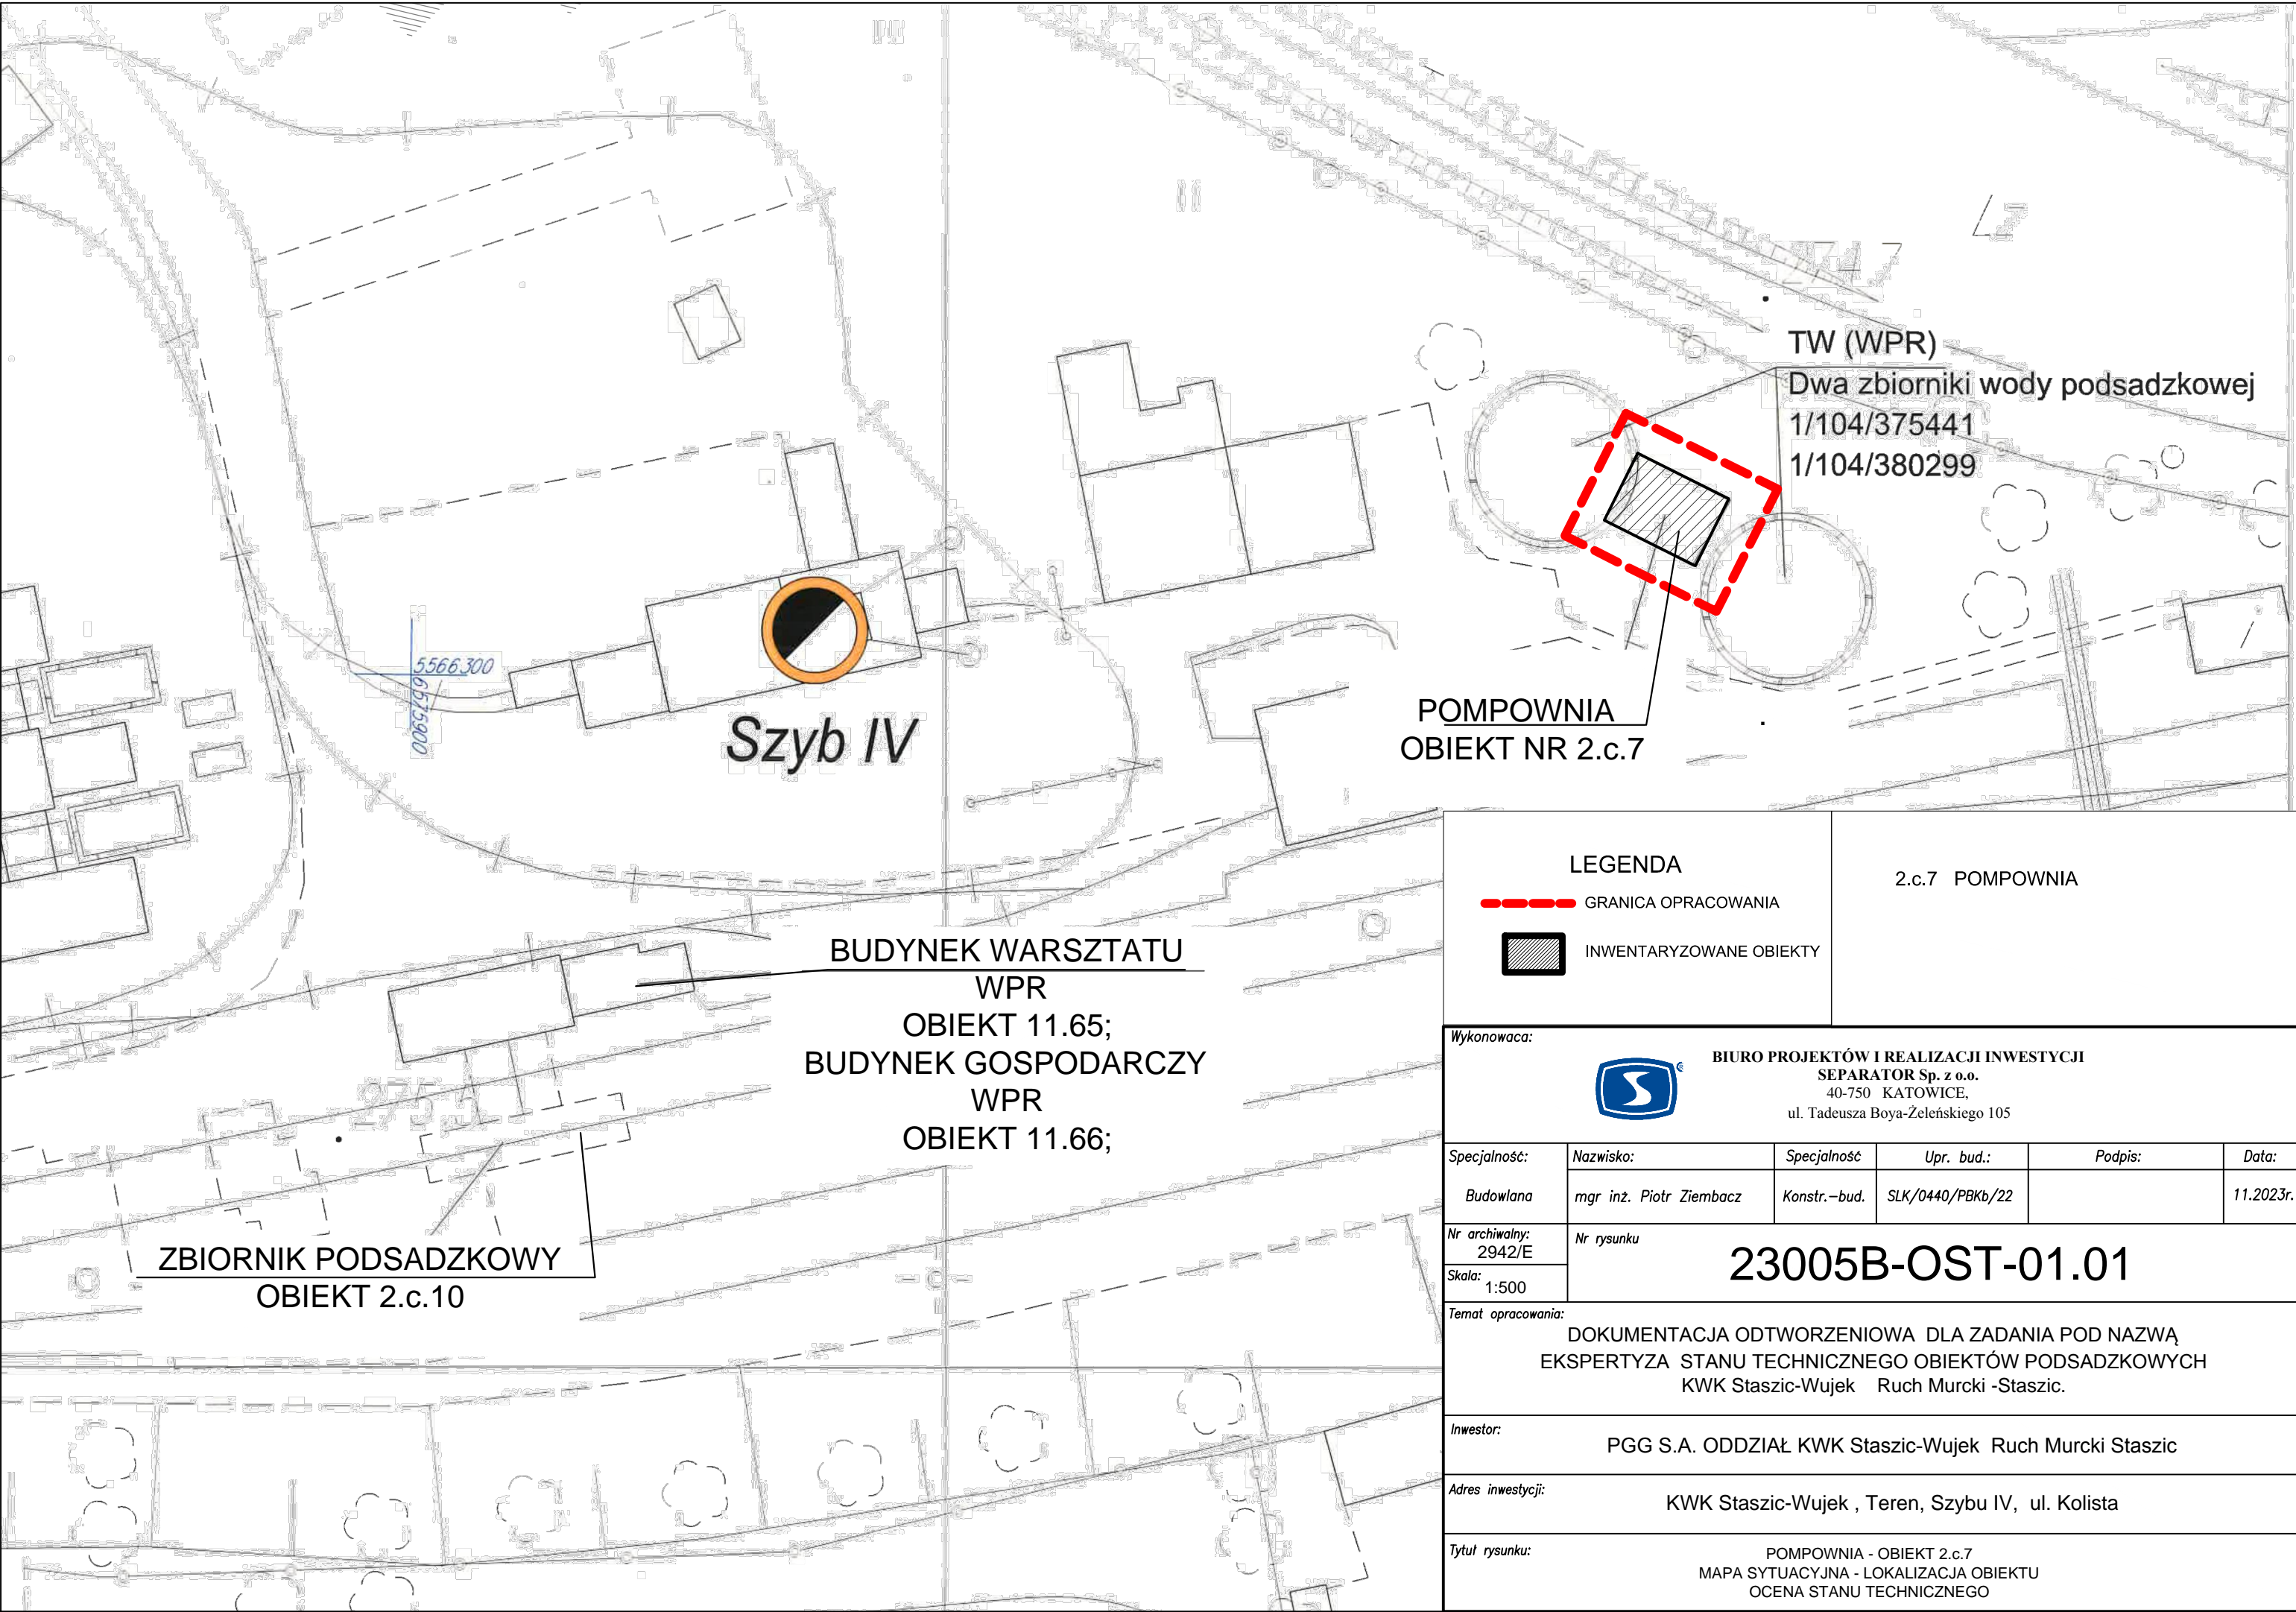 TW (WPR)
Dwa zbiorniki wody podsadzkowej
1/104/375441
1/104/380299
5566300
6575900
Szyb IV
POMPOWNIA
OBIEKT NR 2.c.7
BUDYNEK WARSZTATU
WPR
OBIEKT 11.65;
BUDYNEK GOSPODARCZY
WPR
OBIEKT 11.66;
ZBIORNIK PODSADZKOWY
OBIEKT 2.c.10
LEGENDA
GRANICA OPRACOWANIA
INWENTARYZOWANE OBIEKTY
2.c.7 POMPOWNIA
Wykonowaca:
BIURO PROJEKTÓW I REALIZACJI INWESTYCJI
SEPARATOR Sp. z o.o.
40-750 KATOWICE,
ul. Tadeusza Boya-Żeleńskiego 105
Specjalność: Nazwisko: Specjalność Upr. bud.: Podpis: Data:
Budowlana mgr inż. Piotr Ziembacz Konstr.-bud. SLK/0440/PBKb/22 11.2023r.
Nr archiwalny:
2942/E
Skala: 1:500
Nr rysunku
23005B-OST-01.01
Temat opracowania:
DOKUMENTACJA ODTWORZENIOWA DLA ZADANIA POD NAZWĄ
EKSPERTYZA STANU TECHNICZNEGO OBIEKTÓW PODSADZKOWYCH
KWK Staszic-Wujek Ruch Murcki -Staszic.
Inwestor:
PGG S.A. ODDZIAŁ KWK Staszic-Wujek Ruch Murcki Staszic
Adres inwestycji:
KWK Staszic-Wujek , Teren, Szybu IV, ul. Kolista
Tytuł rysunku:
POMPOWNIA - OBIEKT 2.c.7
MAPA SYTUACYJNA - LOKALIZACJA OBIEKTU
OCENA STANU TECHNICZNEGO